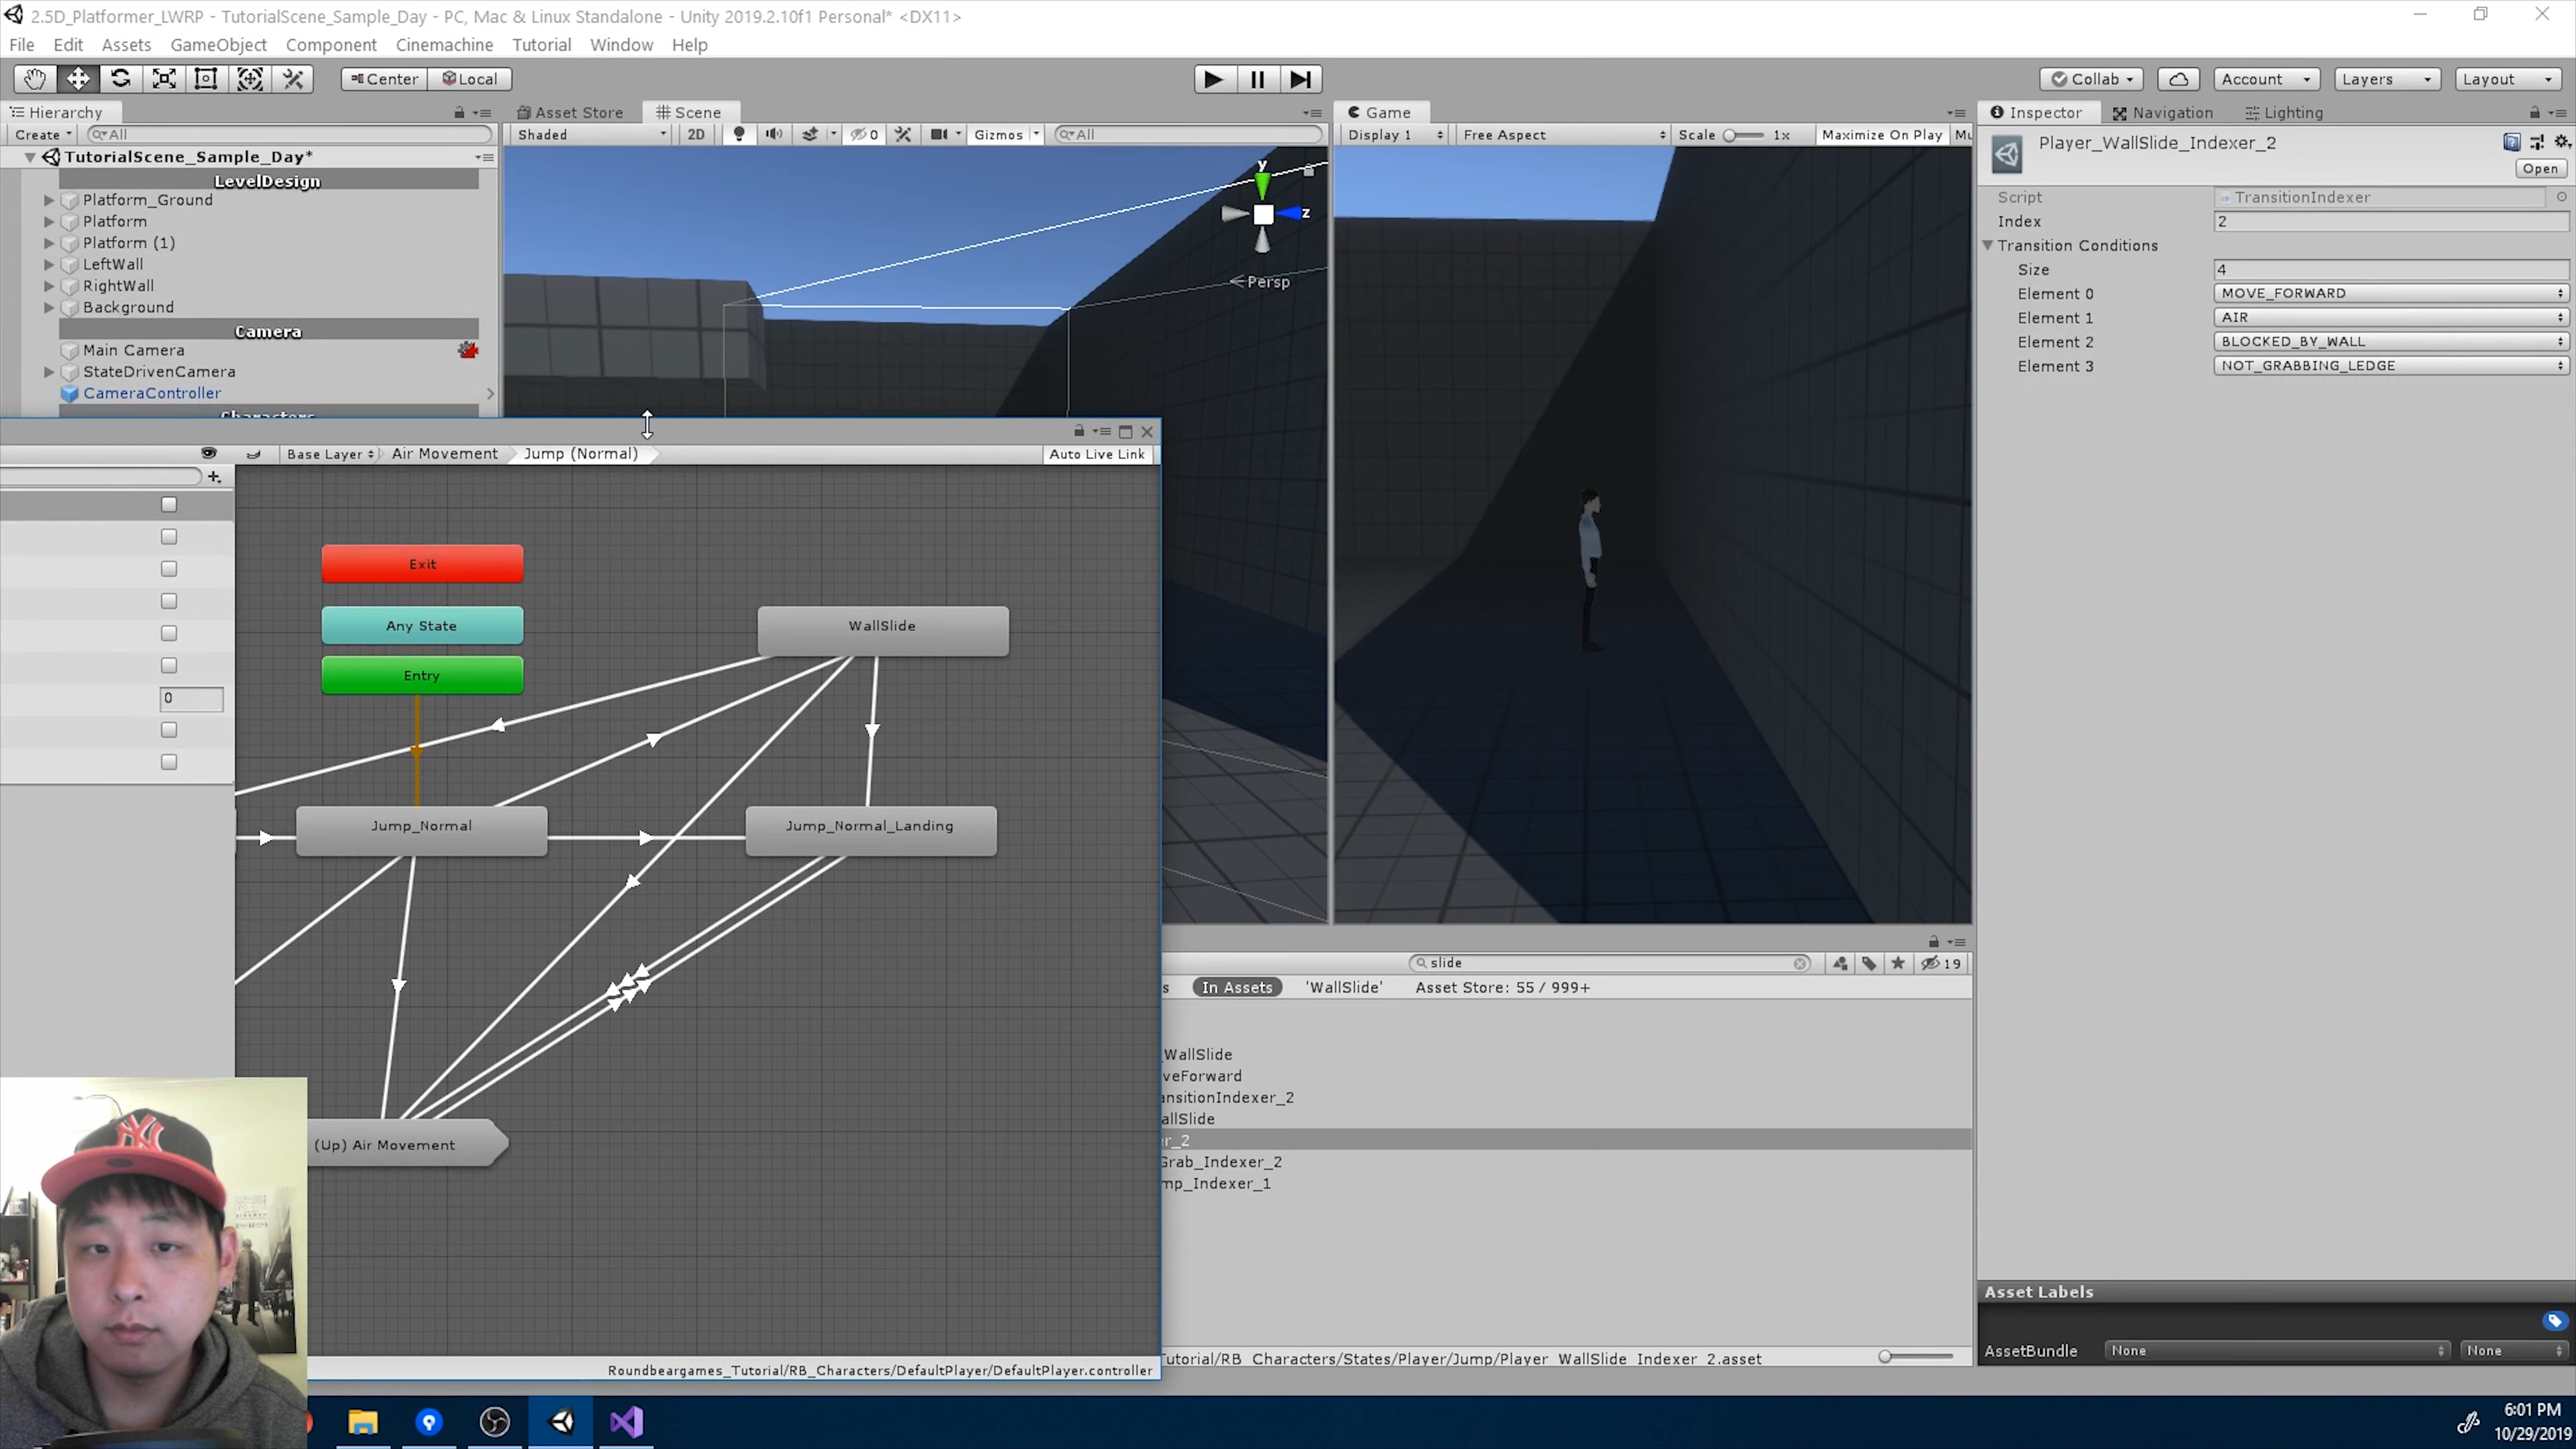 2.5D_Platformer_LWRP - TutorialScene_Sample_Day - PC, Mac & Linux Standalone - Unity 2019.2.10f1 Personal* <DX11>
File Edit Assets GameObject Component Cinemachine Tutorial Window Help
Center Local Collab Account Layers Layout
Hierarchy
Create All
TutorialScene_Sample_Day*
LevelDesign
Platform_Ground
Platform
Platform (1)
LeftWall
RightWall
Background
Camera
Main Camera
StateDrivenCamera
CameraController
Characters
Asset Store Scene
Shaded 2D 0 Gizmos All
y
z
Persp
Game
Display 1 Free Aspect Scale 1x Maximize On Play Mu
Inspector Navigation Lighting
Player_WallSlide_Indexer_2
Open
Script TransitionIndexer
Index 2
Transition Conditions
Size 4
Element 0 MOVE_FORWARD
Element 1 AIR
Element 2 BLOCKED_BY_WALL
Element 3 NOT_GRABBING_LEDGE
Base Layer Air Movement Jump (Normal) Auto Live Link
0
Exit
Any State
Entry
WallSlide
Jump_Normal
Jump_Normal_Landing
(Up) Air Movement
Roundbeargames_Tutorial/RB_Characters/DefaultPlayer/DefaultPlayer.controller
slide
19
s In Assets 'WallSlide' Asset Store: 55 / 999+
_WallSlide
veForward
ansitionIndexer_2
allSlide
r_2
Grab_Indexer_2
mp_Indexer_1
Tutorial/RB_Characters/States/Player/Jump/Player_WallSlide_Indexer_2.asset
Asset Labels
AssetBundle None None
6:01 PM
10/29/2019